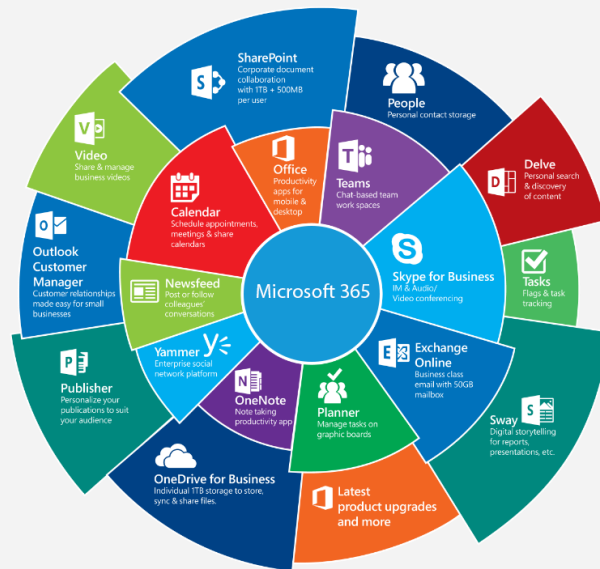 SharePoint
Corporate document
collaboration
with 1TB + 500MB
per user
People
Personal contact storage
Delve
Personal search
& discovery
of content
Tasks
Flags & task
tracking
Sway
Digital storytelling
for reports,
presentations, etc.
Latest
product upgrades
and more
OneDrive for Business
Individual 1TB storage to store,
sync & share files.
Publisher
Personalize your
publications to suit
your audience
Outlook
Customer
Manager
Customer relationships
made easy for small
businesses
Video
Share & manage
business videos
Office
Productivity
apps for
mobile &
desktop
Teams
Chat-based team
work spaces
Skype for Business
IM & Audio/
Video conferencing
Exchange
Online
Business class
email with 50GB
mailbox
Planner
Manage tasks on
graphic boards
OneNote
Note taking
productivity app
Yammer
Enterprise social
network platform
Newsfeed
Post or follow
colleagues'
conversations
Calendar
Schedule appointments,
meetings & share
calendars
Microsoft 365